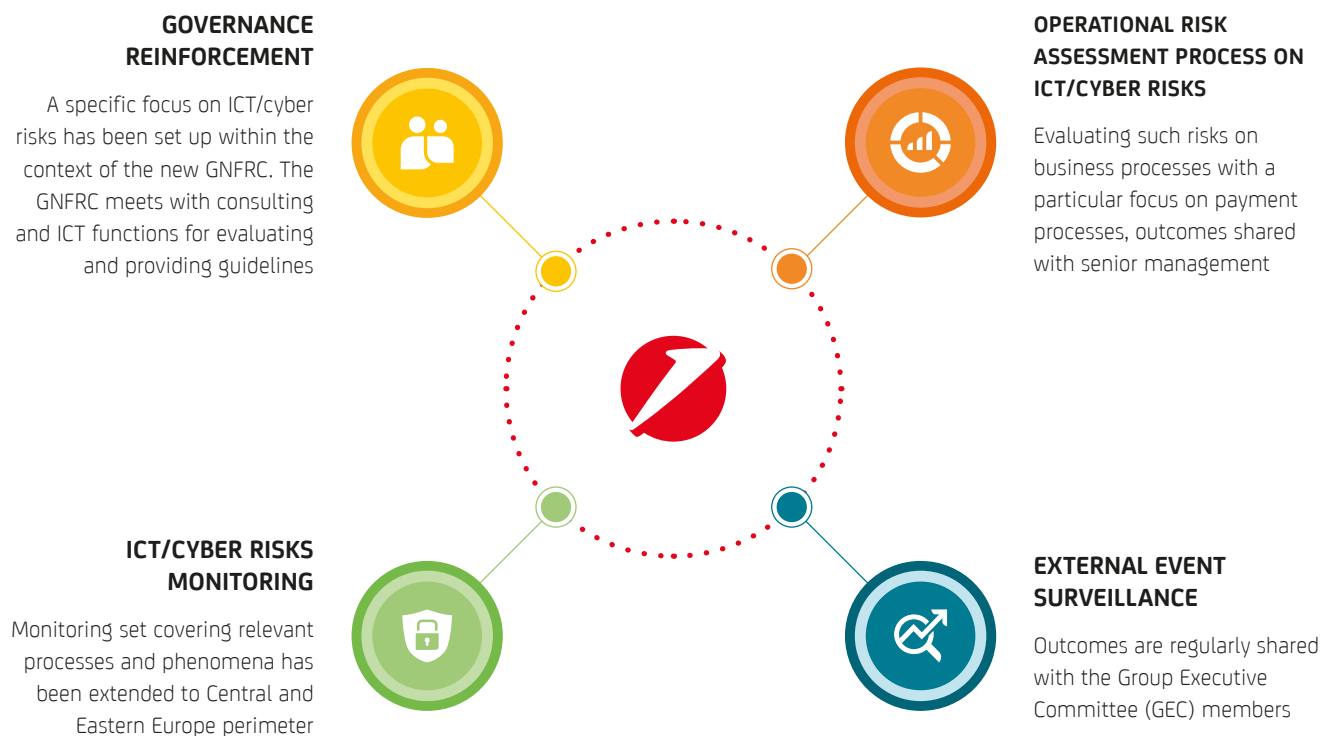 GOVERNANCE
REINFORCEMENT
A specific focus on ICT/cyber
risks has been set up within the
context of the new GNFRC. The
GNFRC meets with consulting
and ICT functions for evaluating
and providing guidelines
OPERATIONAL RISK
ASSESSMENT PROCESS ON
ICT/CYBER RISKS
Evaluating such risks on
business processes with a
particular focus on payment
processes, outcomes shared
with senior management
ICT/CYBER RISKS
MONITORING
Monitoring set covering relevant
processes and phenomena has
been extended to Central and
Eastern Europe perimeter
EXTERNAL EVENT
SURVEILLANCE
Outcomes are regularly shared
with the Group Executive
Committee (GEC) members